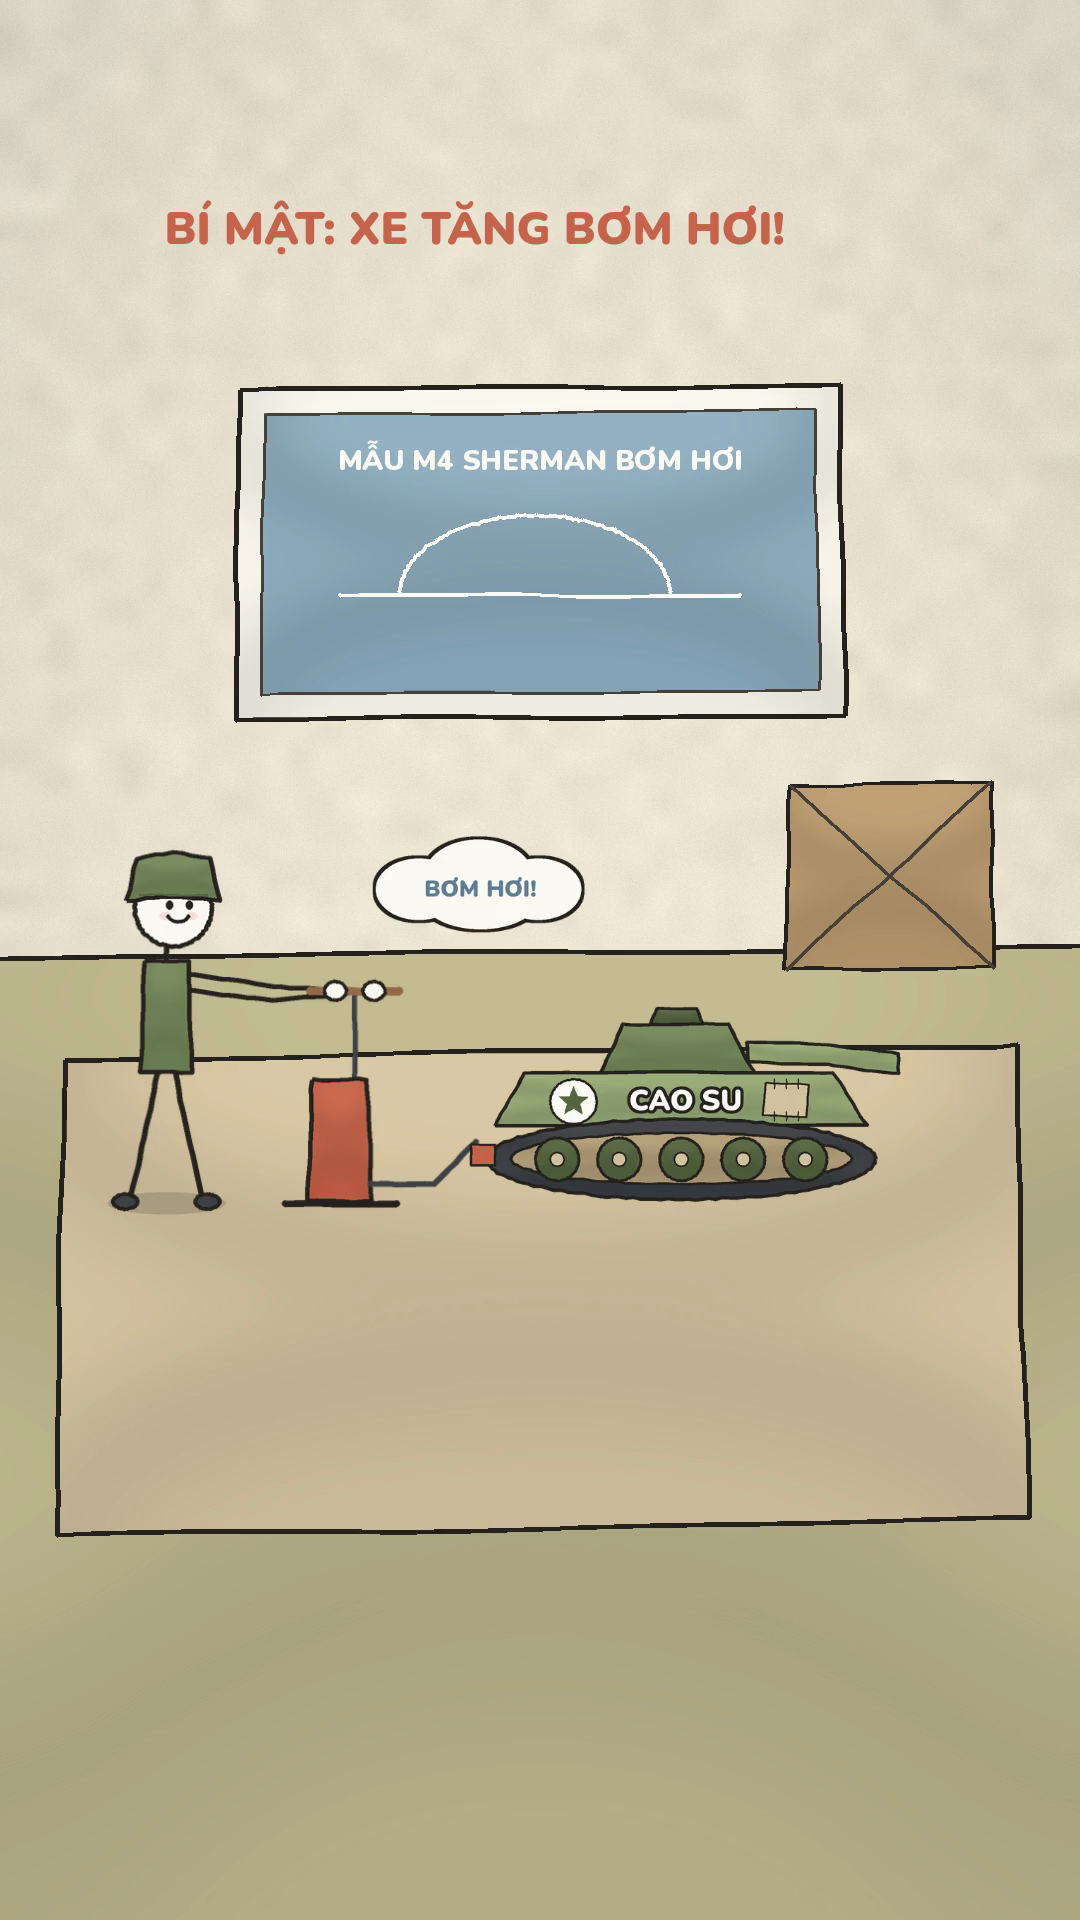 BÍ MẬT: XE TĂNG BƠM HƠI!
MẪU M4 SHERMAN BƠM HƠI
BƠM HƠI!
CAO SU